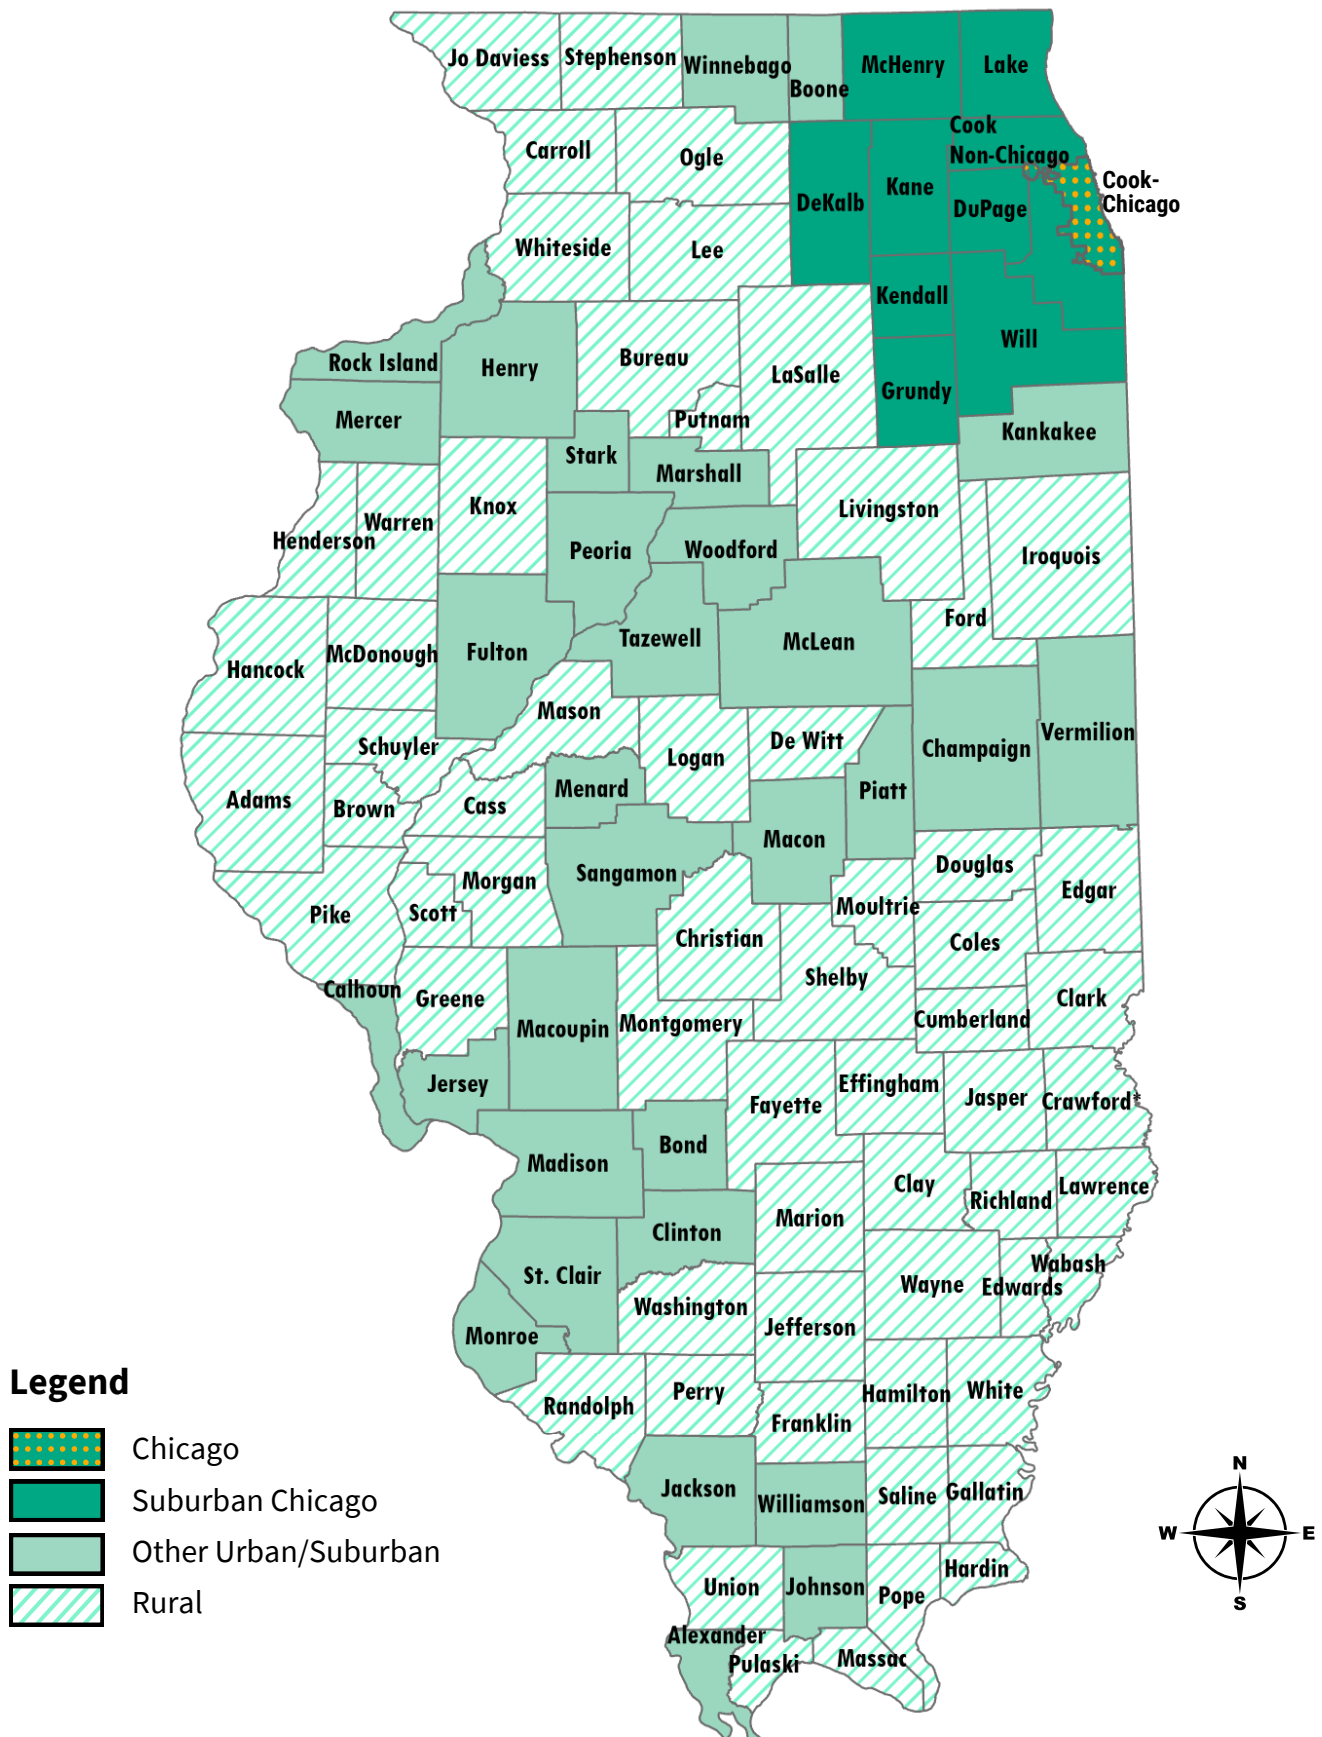 Jo Daviess
Stephenson
Winnebago
Boone
McHenry
Lake
Carroll
Ogle
DeKalb
Kane
Cook
Non-Chicago
DuPage
Cook-
Chicago
Whiteside
Lee
Kendall
Rock Island
Henry
Bureau
LaSalle
Grundy
Will
Mercer
Putnam
Kankakee
Stark
Marshall
Henderson
Warren
Knox
Peoria
Woodford
Livingston
Iroquois
Ford
Hancock
McDonough
Fulton
Tazewell
McLean
Mason
Schuyler
Logan
De Witt
Champaign
Vermilion
Adams
Brown
Cass
Menard
Piatt
Macon
Sangamon
Douglas
Edgar
Pike
Scott
Morgan
Christian
Moultrie
Coles
Shelby
Calhoun
Greene
Macoupin
Montgomery
Cumberland
Clark
Jersey
Fayette
Effingham
Jasper
Crawford*
Madison
Bond
Clay
Richland
Lawrence
Clinton
Marion
St. Clair
Washington
Wayne
Edwards
Wabash
Monroe
Jefferson
Randolph
Perry
Franklin
Hamilton
White
Jackson
Williamson
Saline
Gallatin
Union
Johnson
Pope
Hardin
Alexander
Pulaski
Massac
Legend
Chicago
Suburban Chicago
Other Urban/Suburban
Rural
N
W
E
S